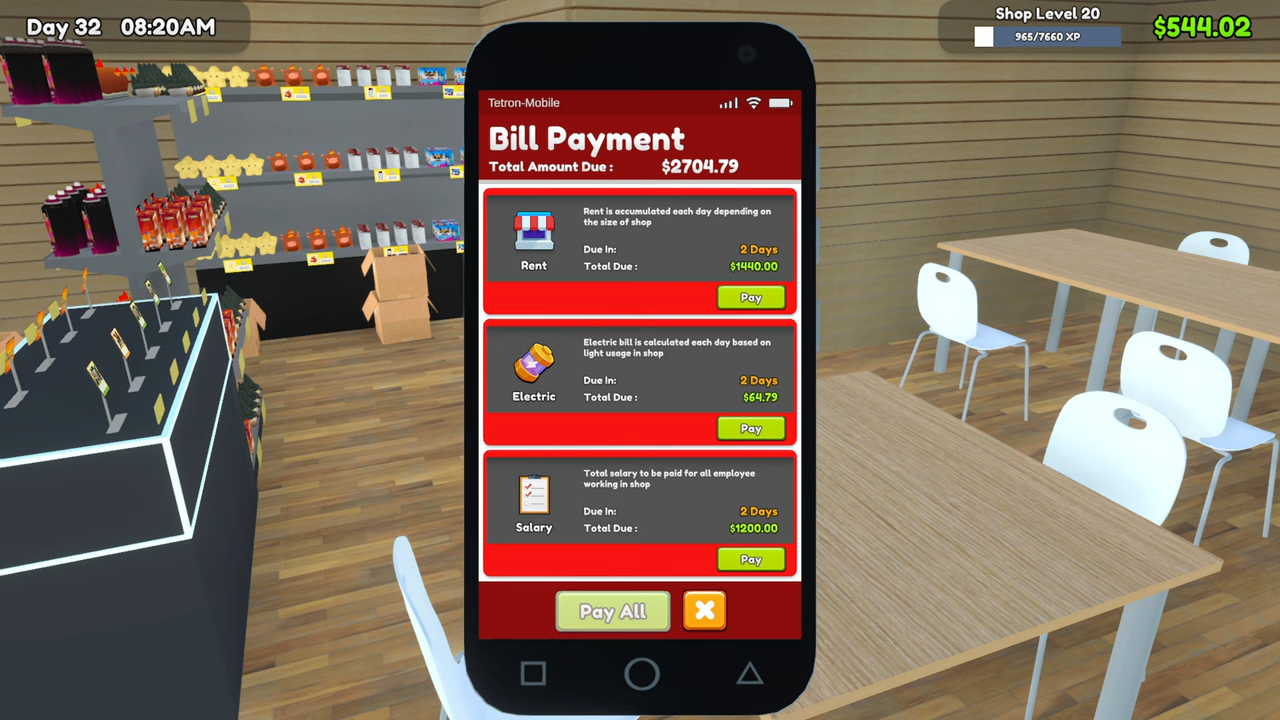 Day 32 08:20AM
Shop Level 20
965/7660 XP
$544.02
Tetron-Mobile
Bill Payment
Total Amount Due : $2704.79
Rent is accumulated each day depending on
the size of shop
Due In: 2 Days
Total Due : $1440.00
Rent
Pay
Electric bill is calculated each day based on
light usage in shop
Due In: 2 Days
Total Due : $64.79
Electric
Pay
Total salary to be paid for all employee
working in shop
Due In: 2 Days
Total Due : $1200.00
Salary
Pay
Pay All